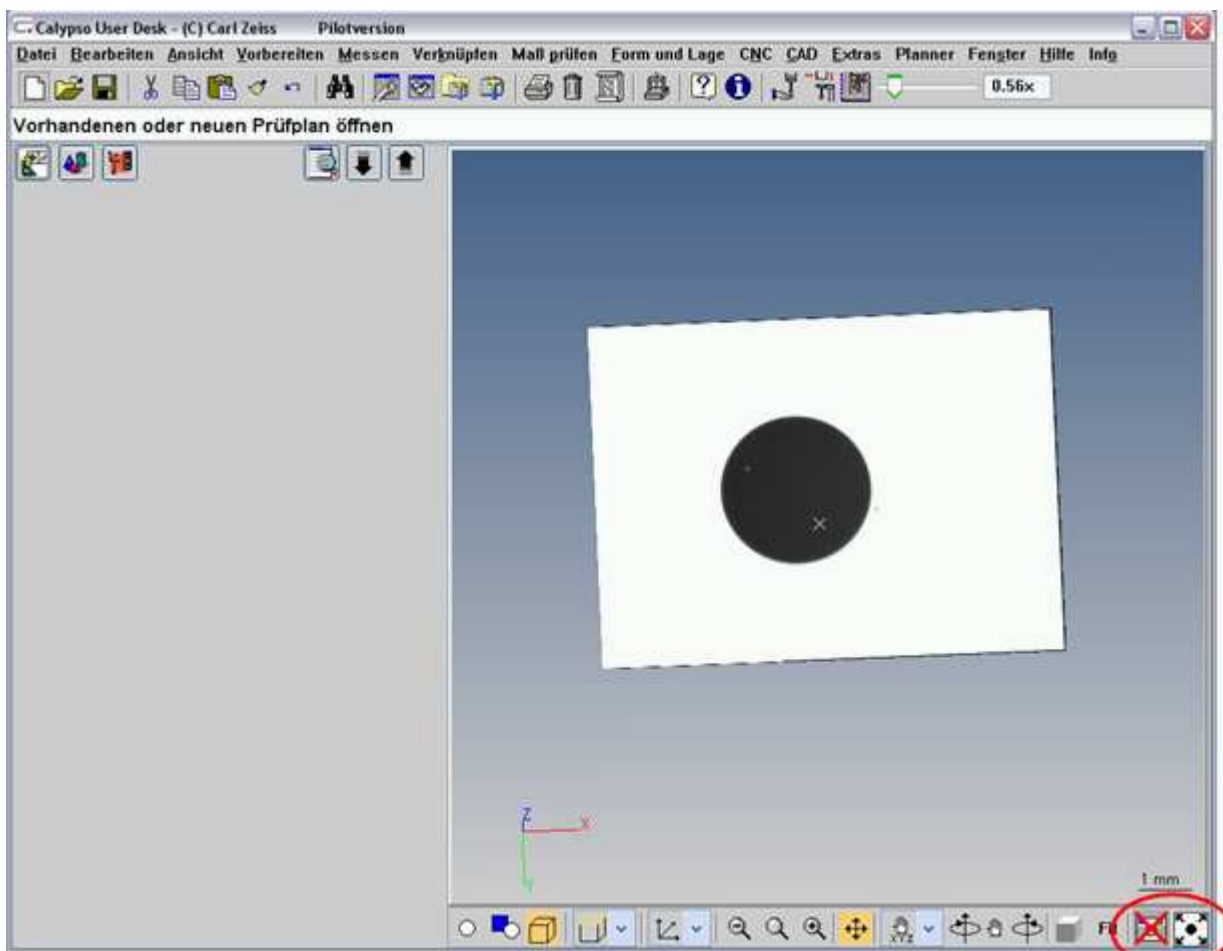 Calypso User Desk - (C) Carl Zeiss Pilotversion
Datei Bearbeiten Ansicht Vorbereiten Messen Verknüpfen Maß prüfen Form und Lage CNC CAD Extras Planner Fenster Hilfe Info
0.56x
Vorhandenen oder neuen Prüfplan öffnen
Z
X
Y
1 mm
XYZ